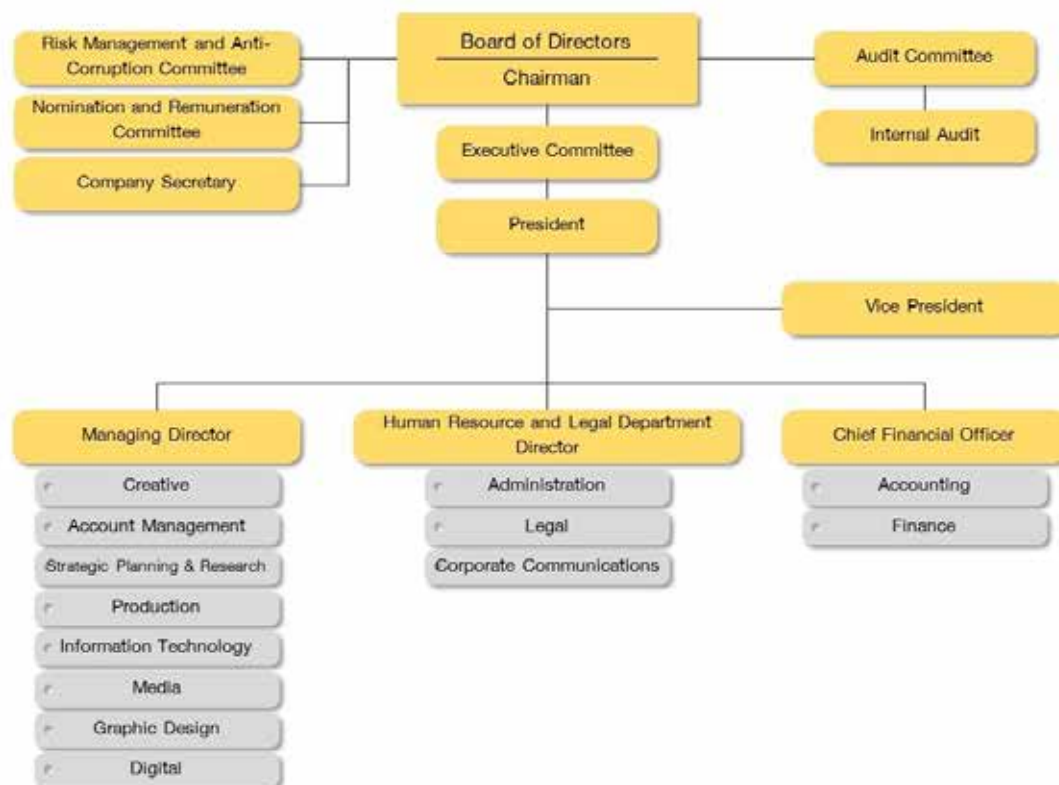 Board of Directors
Chairman
Risk Management and Anti-
Corruption Committee
Nomination and Remuneration
Committee
Company Secretary
Audit Committee
Internal Audit
Executive Committee
President
Vice President
Managing Director
Creative
Account Management
Strategic Planning & Research
Production
Information Technology
Media
Graphic Design
Digital
Human Resource and Legal Department
Director
Administration
Legal
Corporate Communications
Chief Financial Officer
Accounting
Finance